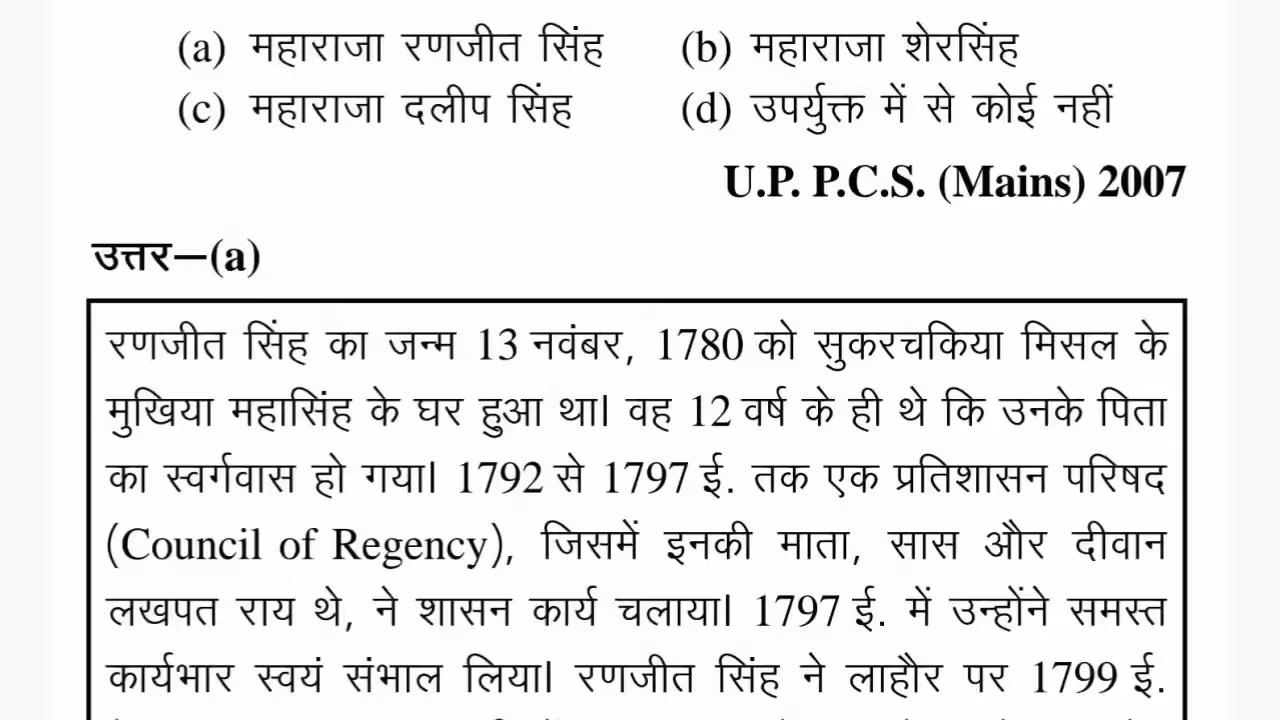 (a) महाराजा रणजीत सिंह (b) महाराजा शेरसिंह
(c) महाराजा दलीप सिंह (d) उपर्युक्त में से कोई नहीं
U.P. P.C.S. (Mains) 2007
उत्तर—(a)
रणजीत सिंह का जन्म 13 नवंबर, 1780 को सुकरचकिया मिसल के
मुखिया महासिंह के घर हुआ था। वह 12 वर्ष के ही थे कि उनके पिता
का स्वर्गवास हो गया। 1792 से 1797 ई. तक एक प्रतिशासन परिषद
(Council of Regency), जिसमें इनकी माता, सास और दीवान
लखपत राय थे, ने शासन कार्य चलाया। 1797 ई. में उन्होंने समस्त
कार्यभार स्वयं संभाल लिया। रणजीत सिंह ने लाहौर पर 1799 ई.